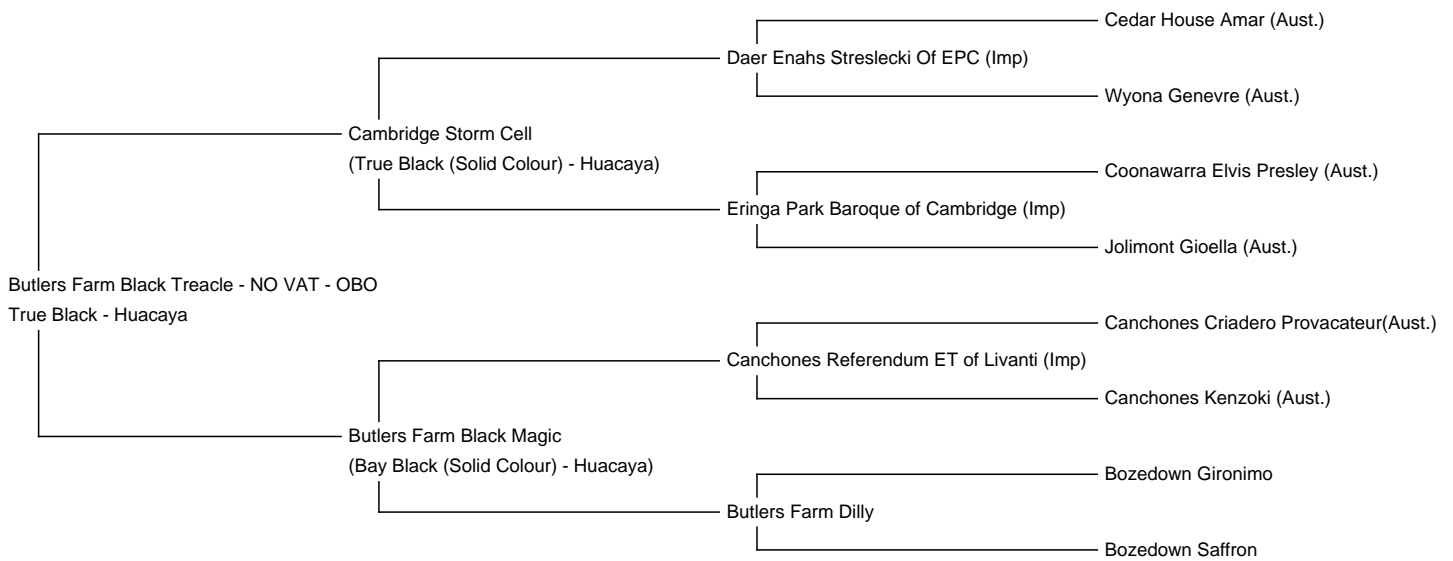 Cedar House Amar (Aust.)
Daer Enahs Streslecki Of EPC (Imp)
Wyona Genevre (Aust.)
Cambridge Storm Cell
(True Black (Solid Colour) - Huacaya)
Coonawarra Elvis Presley (Aust.)
Eringa Park Baroque of Cambridge (Imp)
Jolimont Gioella (Aust.)
Butlers Farm Black Treacle - NO VAT - OBO
True Black - Huacaya
Canchones Criadero Provacateur(Aust.)
Canchones Referendum ET of Livanti (Imp)
Canchones Kenzoki (Aust.)
Butlers Farm Black Magic
(Bay Black (Solid Colour) - Huacaya)
Bozedown Gironimo
Butlers Farm Dilly
Bozedown Saffron